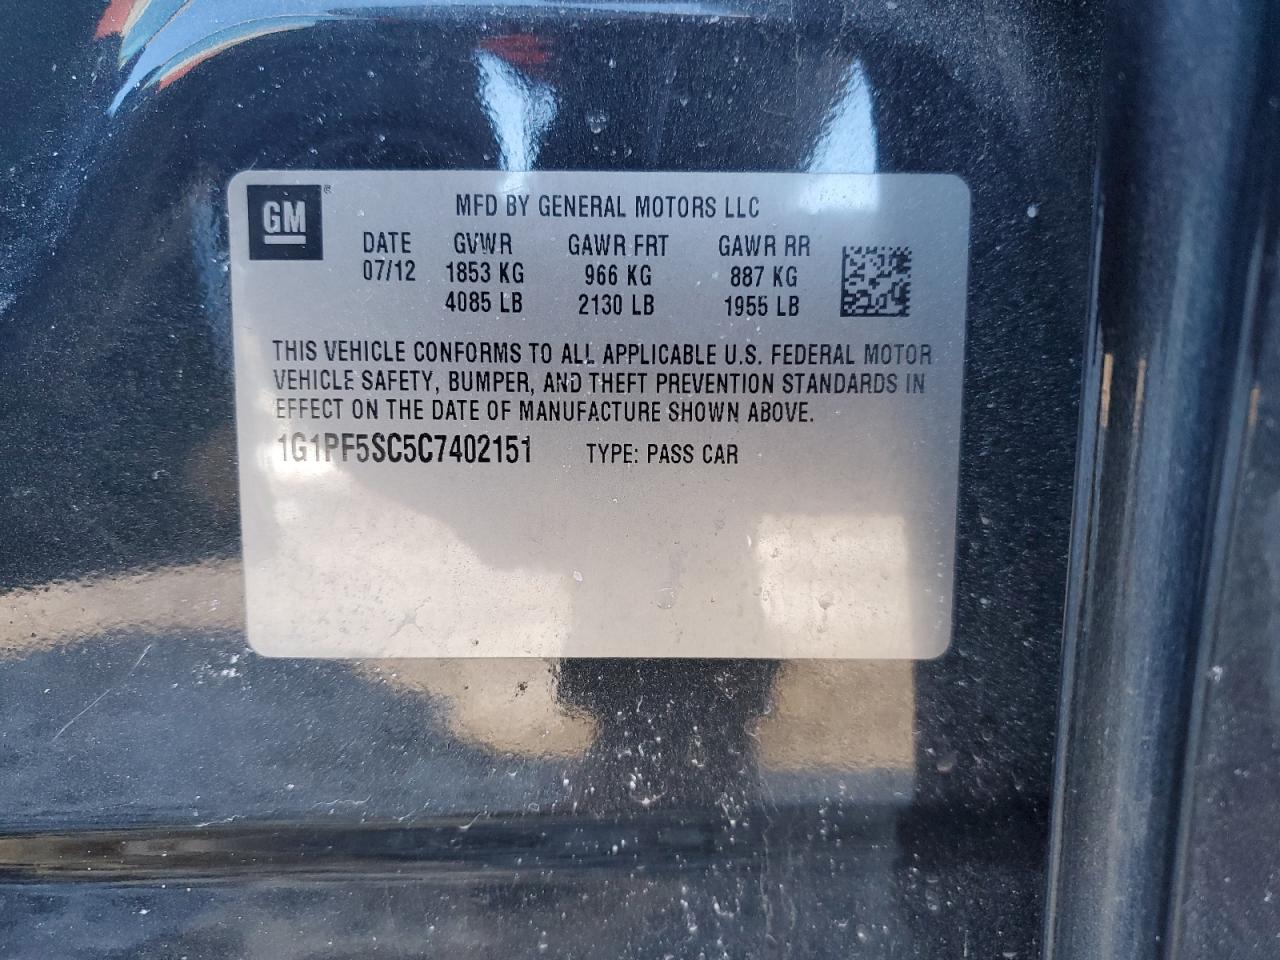 GM ® MFD BY GENERAL MOTORS LLC
DATE GVWR GAWR FRT GAWR RR
07/12 1853 KG 966 KG 887 KG
4085 LB 2130 LB 1955 LB
THIS VEHICLE CONFORMS TO ALL APPLICABLE U.S. FEDERAL MOTOR
VEHICLE SAFETY, BUMPER, AND THEFT PREVENTION STANDARDS IN
EFFECT ON THE DATE OF MANUFACTURE SHOWN ABOVE.
1G1PF5SC5C7402151 TYPE: PASS CAR